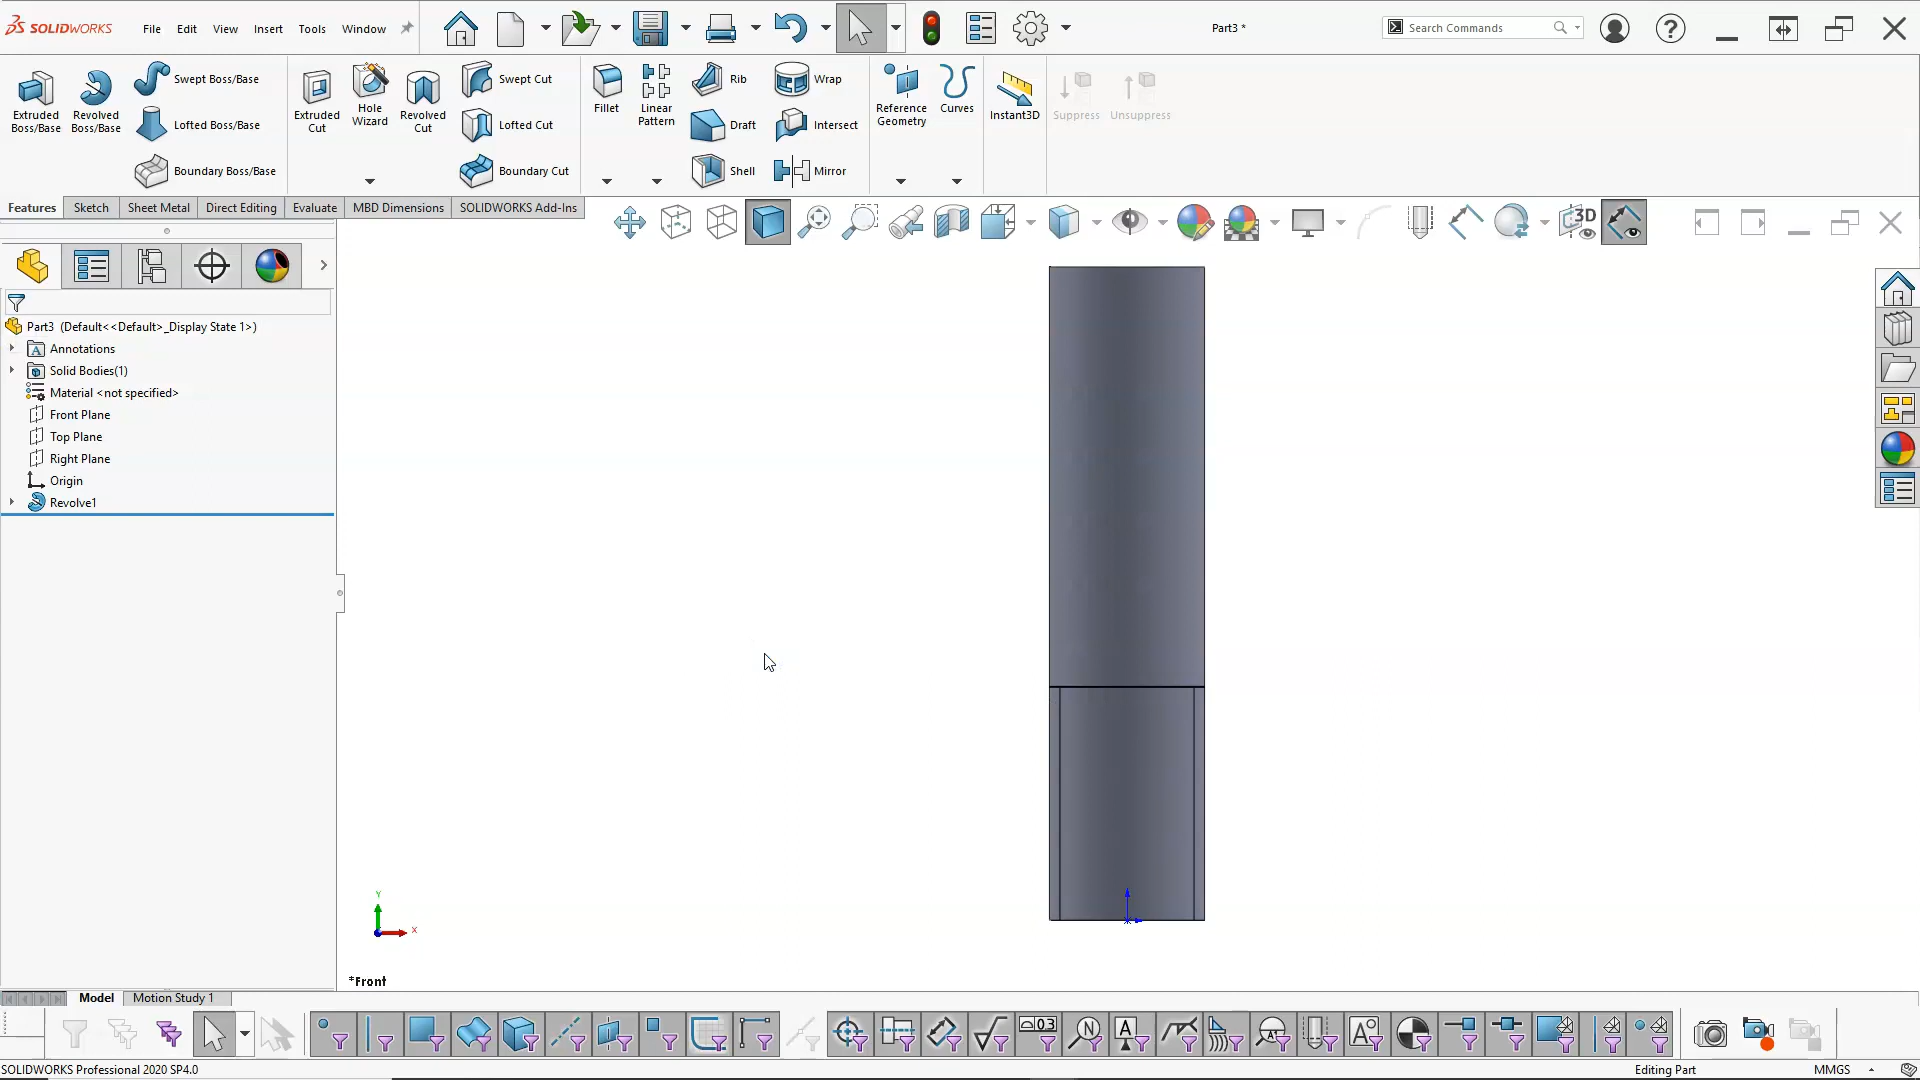 SOLIDWORKS
File Edit View Insert Tools Window
Part3 *
Search Commands
Extruded Boss/Base
Revolved Boss/Base
Swept Boss/Base
Lofted Boss/Base
Boundary Boss/Base
Extruded Cut
Hole Wizard
Revolved Cut
Swept Cut
Lofted Cut
Boundary Cut
Fillet
Linear Pattern
Rib
Draft
Shell
Wrap
Intersect
Mirror
Reference Geometry
Curves
Instant3D
Suppress
Unsuppress
Features Sketch Sheet Metal Direct Editing Evaluate MBD Dimensions SOLIDWORKS Add-Ins
3D
Part3 (Default<<Default>_Display State 1>)
Annotations
Solid Bodies(1)
Material <not specified>
Front Plane
Top Plane
Right Plane
Origin
Revolve1
Y
X
*Front
Model Motion Study 1
0.3
N
A
A
SOLIDWORKS Professional 2020 SP4.0
Editing Part
MMGS